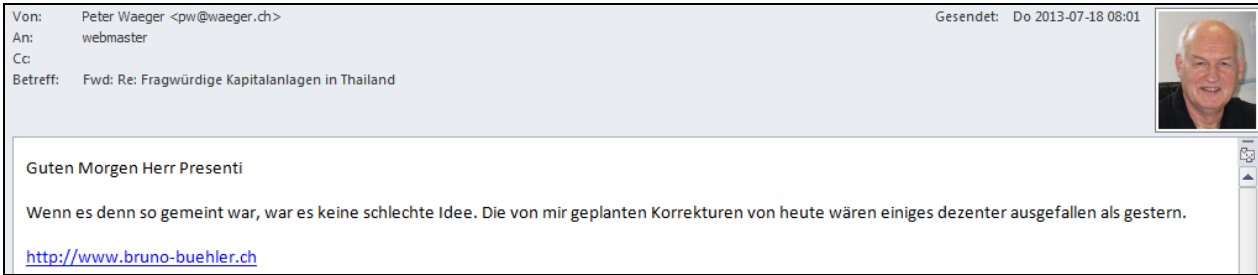 Von: Peter Waeger <pw@waeger.ch> Gesendet: Do 2013-07-18 08:01
An: webmaster
Cc:
Betreff: Fwd: Re: Fragwürdige Kapitalanlagen in Thailand
Guten Morgen Herr Presenti
Wenn es denn so gemeint war, war es keine schlechte Idee. Die von mir geplanten Korrekturen von heute wären einiges dezenter ausgefallen als gestern.
http://www.bruno-buehler.ch